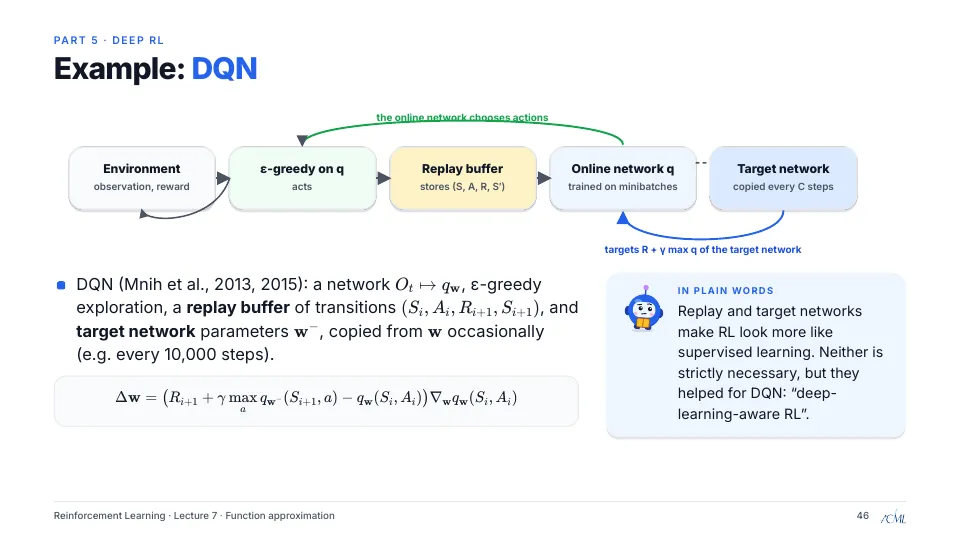 PART 5 · DEEP RL
Example: DQN
the online network chooses actions
Environment
observation, reward
ε-greedy on q
acts
Replay buffer
stores (S, A, R, S')
Online network q
trained on minibatches
Target network
copied every C steps
targets R + γ max q of the target network
DQN (Mnih et al., 2013, 2015): a network O_t ↦ q_w, ε-greedy
exploration, a replay buffer of transitions (S_i, A_i, R_{i+1}, S_{i+1}), and
target network parameters w⁻, copied from w occasionally
(e.g. every 10,000 steps).
Δw = (R_{i+1} + γ max_a q_{w⁻}(S_{i+1}, a) − q_w(S_i, A_i)) ∇_w q_w(S_i, A_i)
IN PLAIN WORDS
Replay and target networks
make RL look more like
supervised learning. Neither is
strictly necessary, but they
helped for DQN: “deep-
learning-aware RL”.
Reinforcement Learning · Lecture 7 · Function approximation
46
ACML